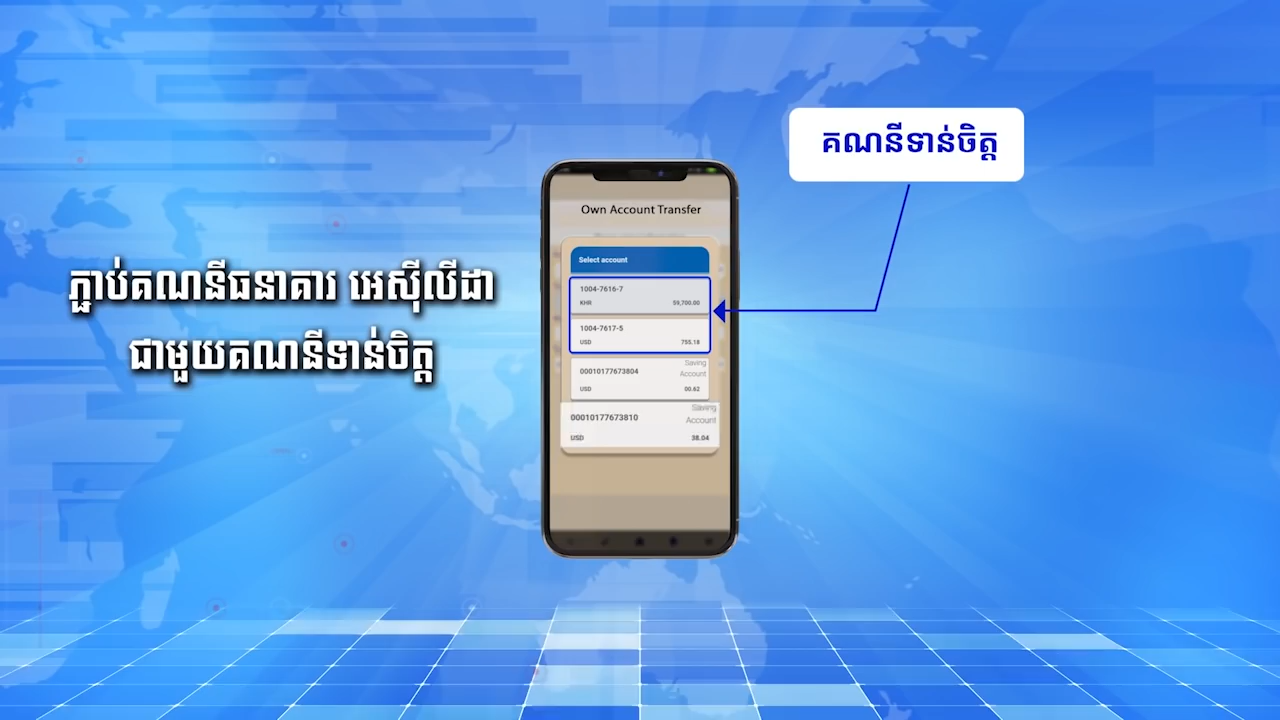 ភ្ជាប់គណនីធនាគារ អេស៊ីលីដា
ជាមួយគណនីទាន់ចិត្ត
គណនីទាន់ចិត្ត
Own Account Transfer
Select account
1004-7616-7
KHR 59,700.00
1004-7617-5
USD 755.18
00010177673804 Saving Account
USD 00.62
00010177673810 Saving Account
USD 38.04